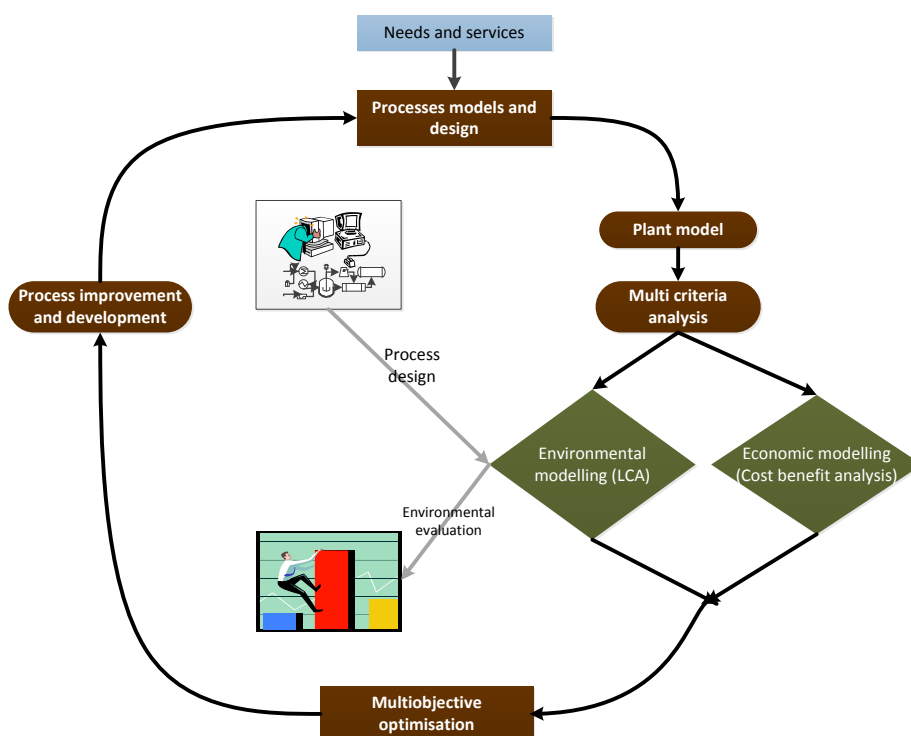 Needs and services
Processes models and
design
Plant model
Process improvement
and development
Multi criteria
analysis
Process
design
Environmental
modelling (LCA)
Economic modelling
(Cost benefit analysis)
Environmental
evaluation
Multiobjective
optimisation